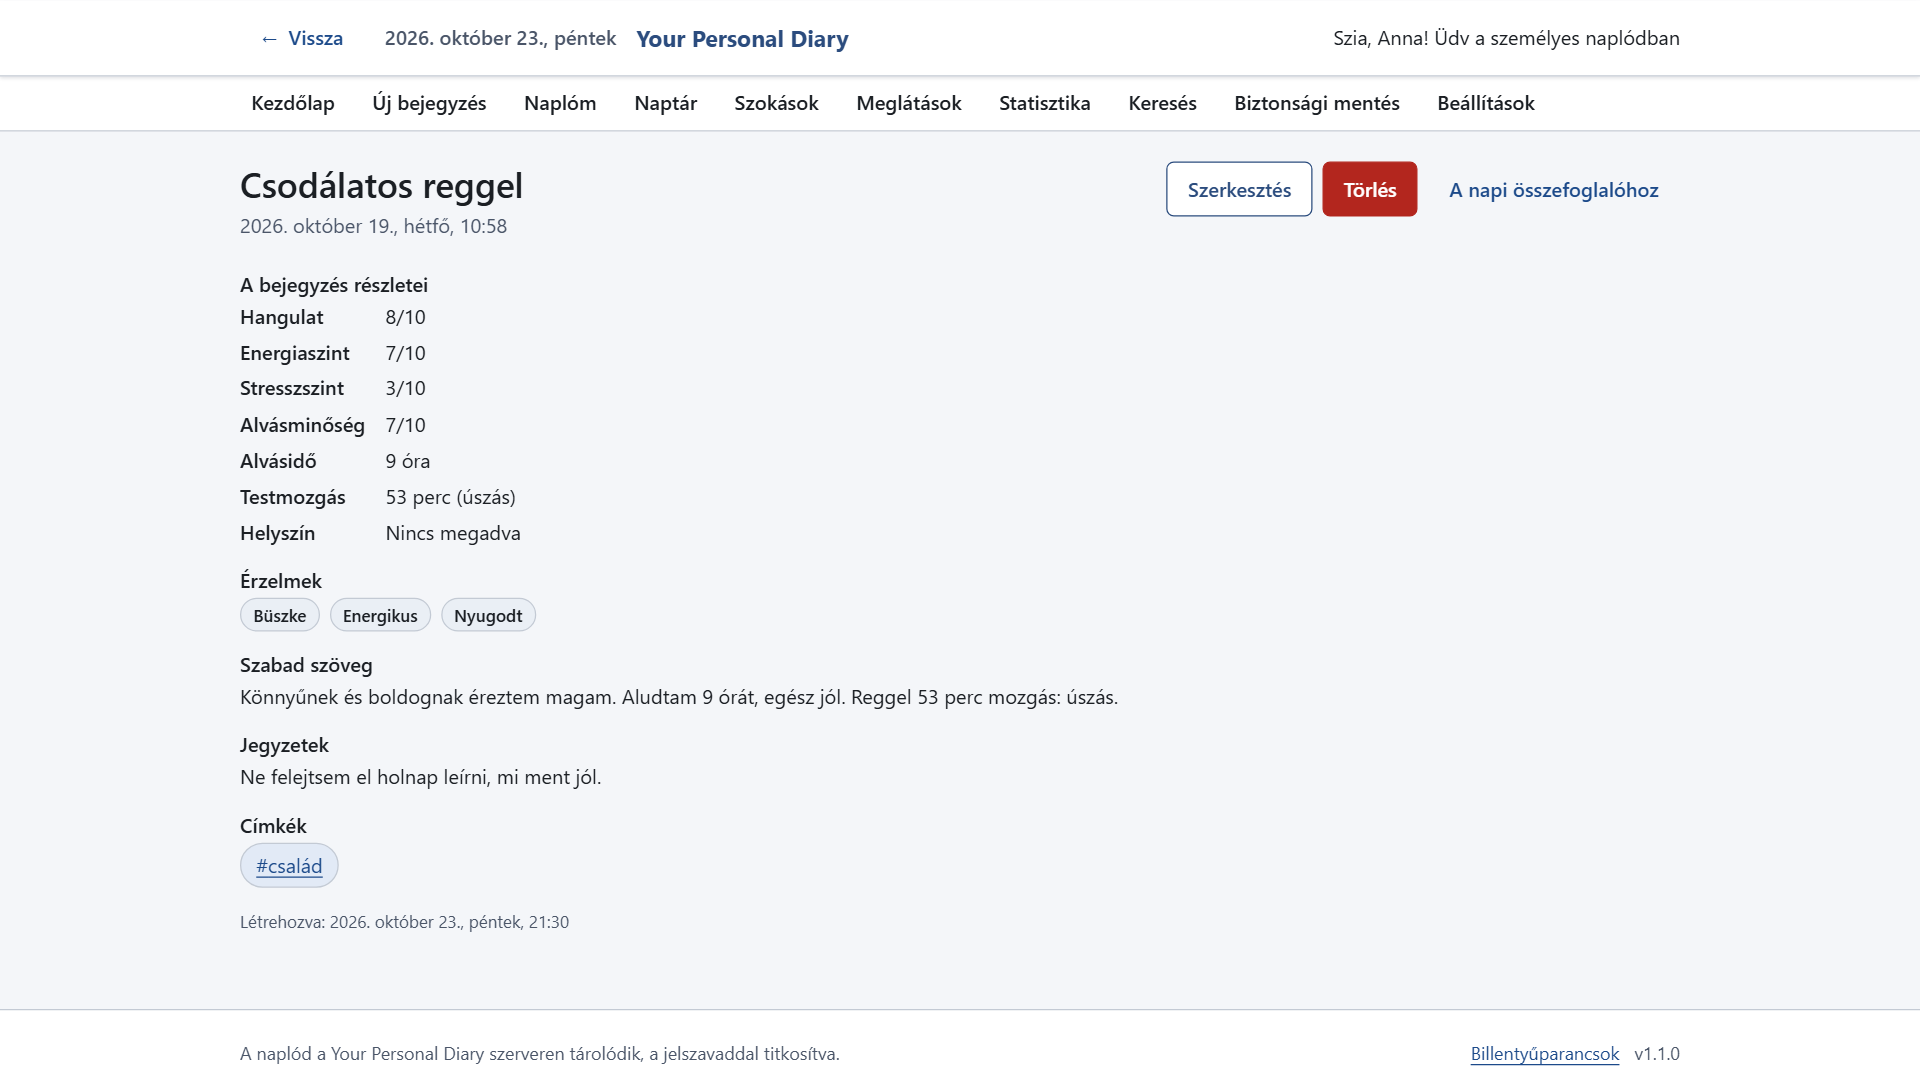 ← Vissza 2026. október 23., péntek Your Personal Diary Szia, Anna! Üdv a személyes naplódban
Kezdőlap Új bejegyzés Naplóm Naptár Szokások Meglátások Statisztika Keresés Biztonsági mentés Beállítások
Csodálatos reggel
2026. október 19., hétfő, 10:58
Szerkesztés Törlés A napi összefoglalóhoz
A bejegyzés részletei
Hangulat 8/10
Energiaszint 7/10
Stresszszint 3/10
Alvásminőség 7/10
Alvásidő 9 óra
Testmozgás 53 perc (úszás)
Helyszín Nincs megadva
Érzelmek
Büszke Energikus Nyugodt
Szabad szöveg
Könnyűnek és boldognak éreztem magam. Aludtam 9 órát, egész jól. Reggel 53 perc mozgás: úszás.
Jegyzetek
Ne felejtsem el holnap leírni, mi ment jól.
Címkék
#család
Létrehozva: 2026. október 23., péntek, 21:30
A naplód a Your Personal Diary szerveren tárolódik, a jelszavaddal titkosítva.
Billentyűparancsok v1.1.0